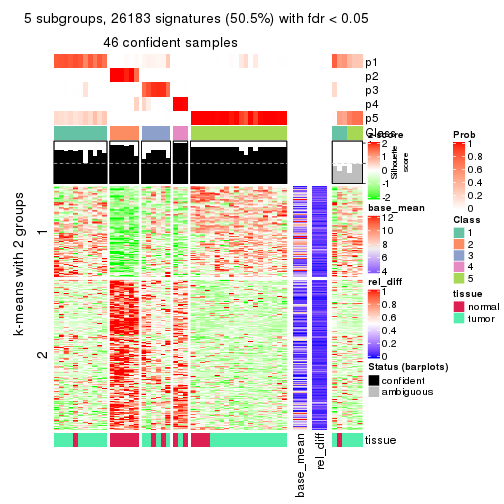 5 subgroups, 26183 signatures (50.5%) with fdr < 0.05
46 confident samples
p1
p2
p3
p4
p5
Class
Silhouette
score
k-means with 2 groups
1
2
base_mean
rel_diff
tissue
z-score
2
1
0
-1
-2
base_mean
12
10
8
6
4
rel_diff
1
0.8
0.6
0.4
0.2
0
Status (barplots)
confident
ambiguous
Prob
1
0.8
0.6
0.4
0.2
0
Class
1
2
3
4
5
tissue
normal
tumor